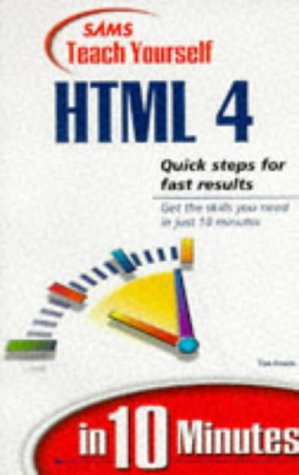 SAMS
Teach Yourself
HTML 4
Quick steps for
fast results
Get the skills you need
in just 10 minutes
in 10 Minutes